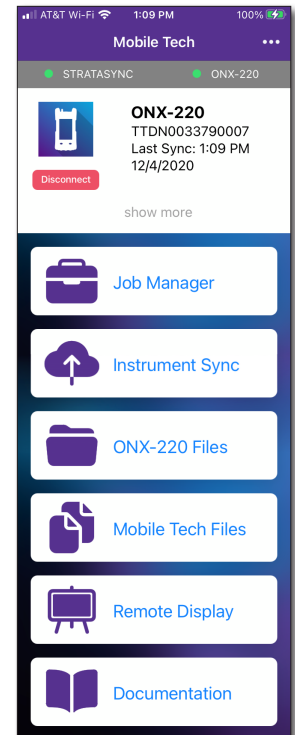 AT&T Wi-Fi 1:09 PM 100%
Mobile Tech
STRATASYNC ONX-220
ONX-220
TTDN0033790007
Last Sync: 1:09 PM
12/4/2020
Disconnect
show more
Job Manager
Instrument Sync
ONX-220 Files
Mobile Tech Files
Remote Display
Documentation